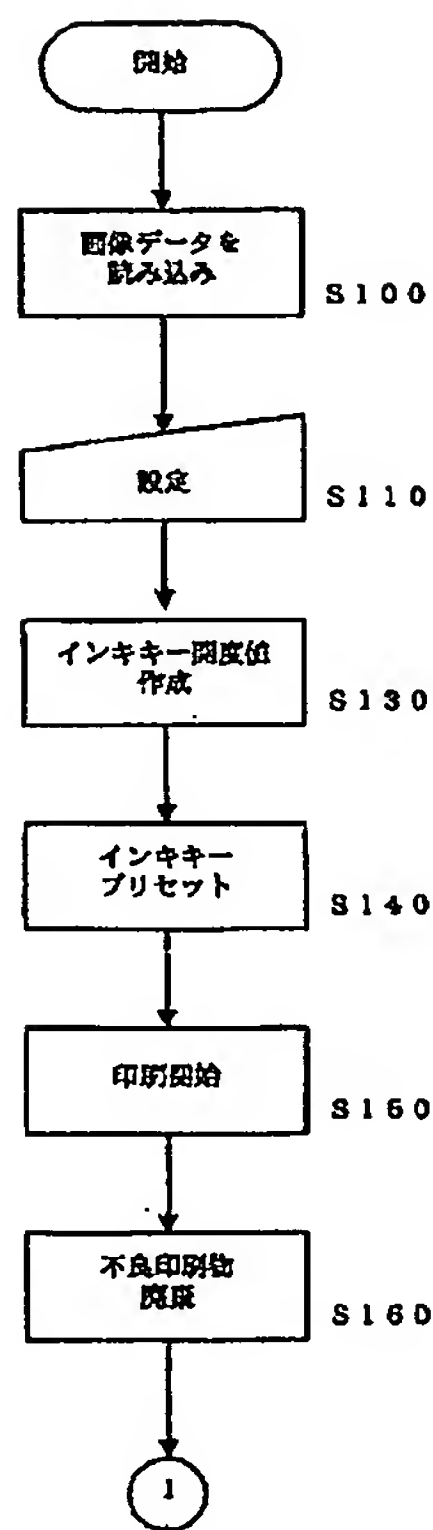 開始
画像データを
読み込み
S100
設定
S110
インキキー開度値
作成
S130
インキキー
プリセット
S140
印刷開始
S150
不良印刷物
廃棄
S160
1